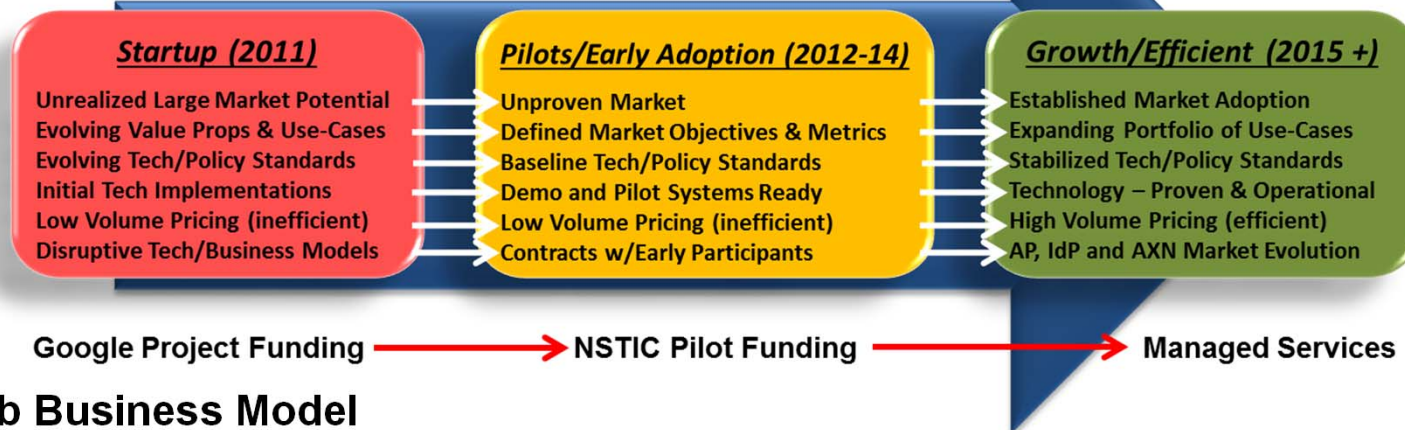 Startup (2011)
Unrealized Large Market Potential
Evolving Value Props & Use-Cases
Evolving Tech/Policy Standards
Initial Tech Implementations
Low Volume Pricing (inefficient)
Disruptive Tech/Business Models
Pilots/Early Adoption (2012-14)
Unproven Market
Defined Market Objectives & Metrics
Baseline Tech/Policy Standards
Demo and Pilot Systems Ready
Low Volume Pricing (inefficient)
Contracts w/Early Participants
Growth/Efficient (2015 +)
Established Market Adoption
Expanding Portfolio of Use-Cases
Stabilized Tech/Policy Standards
Technology – Proven & Operational
High Volume Pricing (efficient)
AP, IdP and AXN Market Evolution
Google Project Funding
NSTIC Pilot Funding
Managed Services
b Business Model